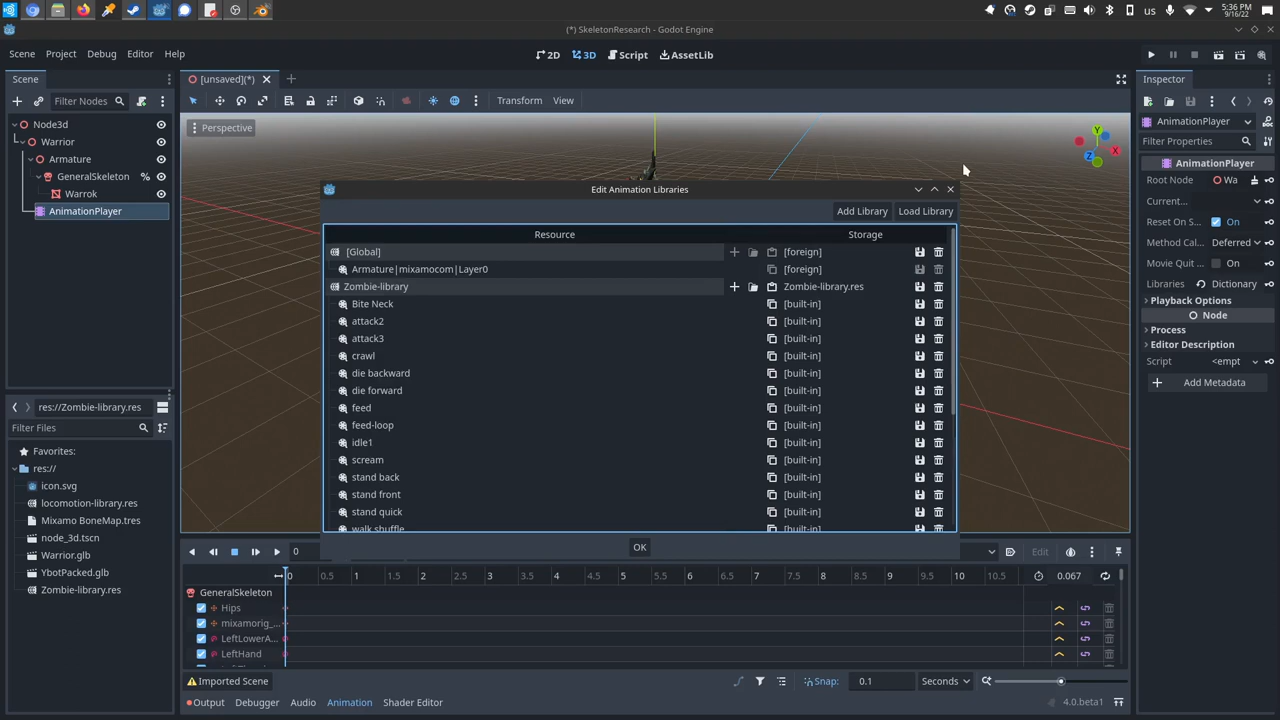 us
5:36 PM
9/16/22
(*) SkeletonResearch - Godot Engine
Scene Project Debug Editor Help
2D 3D Script AssetLib
Scene
Filter Nodes
Node3d
Warrior
Armature
GeneralSkeleton %
Warrok
AnimationPlayer
[unsaved](*)
Transform View
Perspective
Y
X
Z
Edit Animation Libraries
Add Library Load Library
Resource Storage
[Global] [foreign]
Armature|mixamocom|Layer0 [foreign]
Zombie-library Zombie-library.res
Bite Neck [built-in]
attack2 [built-in]
attack3 [built-in]
crawl [built-in]
die backward [built-in]
die forward [built-in]
feed [built-in]
feed-loop [built-in]
idle1 [built-in]
scream [built-in]
stand back [built-in]
stand front [built-in]
stand quick [built-in]
walk shuffle [built-in]
OK
res://Zombie-library.res
Filter Files
Favorites:
res://
icon.svg
locomotion-library.res
Mixamo BoneMap.tres
node_3d.tscn
Warrior.glb
YbotPacked.glb
Zombie-library.res
0 Edit
0 0.5 1 1.5 2 2.5 3 3.5 4 4.5 5 5.5 6 6.5 7 7.5 8 8.5 9 9.5 10 10.5 0.067
GeneralSkeleton
Hips
mixamorig_...
LeftLowerA...
LeftHand
Imported Scene
Snap: 0.1 Seconds
Output Debugger Audio Animation Shader Editor
4.0.beta1
Inspector
AnimationPlayer
Filter Properties
AnimationPlayer
Root Node Wa
Current...
Reset On S... On
Method Cal... Deferred
Movie Quit ... On
Libraries Dictionary
Playback Options
Node
Process
Editor Description
Script <empt
Add Metadata